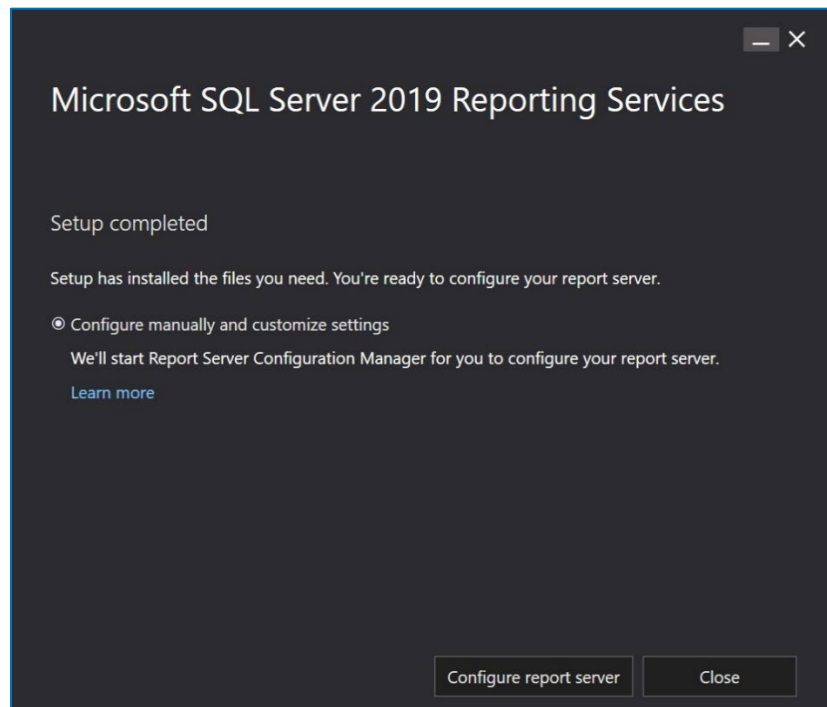 Microsoft SQL Server 2019 Reporting Services
Setup completed
Setup has installed the files you need. You're ready to configure your report server.
Configure manually and customize settings
We'll start Report Server Configuration Manager for you to configure your report server.
Learn more
Configure report server
Close